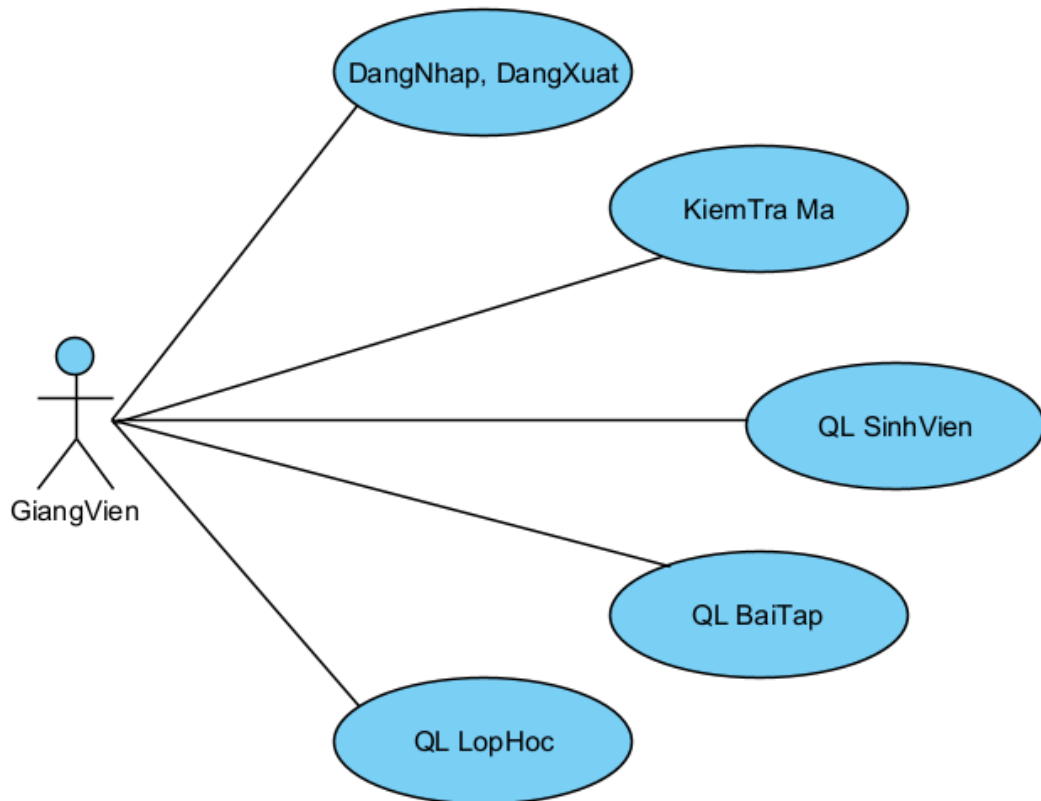 DangNhap, DangXuat
KiemTra Ma
QL SinhVien
GiangVien
QL BaiTap
QL LopHoc